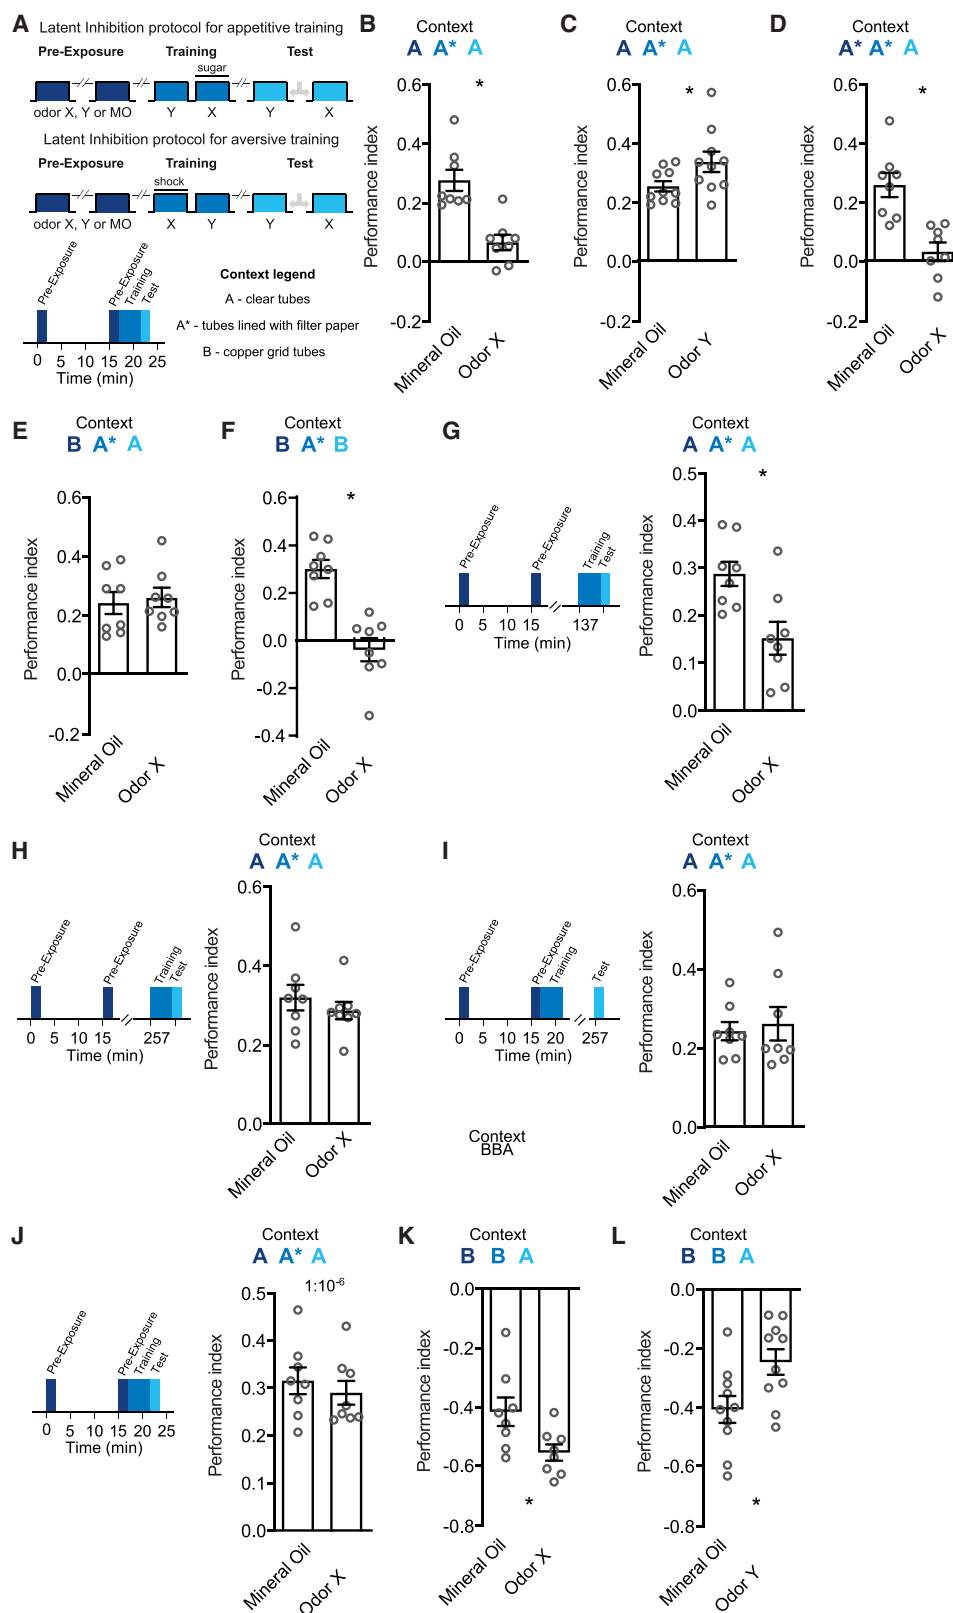 A
Latent Inhibition protocol for appetitive training
Pre-Exposure Training Test
sugar
odor X, Y or MO Y X Y X
Latent Inhibition protocol for aversive training
Pre-Exposure Training Test
shock
odor X, Y or MO X Y Y X
Pre-Exposure
Pre-Exposure
Training
Test
0 5 10 15 20 25
Time (min)
Context legend
A - clear tubes
A* - tubes lined with filter paper
B - copper grid tubes
B
Context
A A* A
*
Performance index
0.6
0.4
0.2
0.0
-0.2
Mineral Oil
Odor X
C
Context
A A* A
*
Performance index
0.6
0.4
0.2
0.0
-0.2
Mineral Oil
Odor Y
D
Context
A* A* A
*
Performance index
0.6
0.4
0.2
0.0
-0.2
Mineral Oil
Odor X
E
Context
B A* A
Performance index
0.6
0.4
0.2
0.0
-0.2
Mineral Oil
Odor X
F
Context
B A* B
*
Performance index
0.6
0.4
0.2
0.0
-0.2
-0.4
Mineral Oil
Odor X
G
Pre-Exposure
Pre-Exposure
Training
Test
0 5 10 15 137
Time (min)
Context
A A* A
*
Performance index
0.5
0.4
0.3
0.2
0.1
0.0
Mineral Oil
Odor X
H
Pre-Exposure
Pre-Exposure
Training
Test
0 5 10 15 257
Time (min)
Context
A A* A
Performance index
0.6
0.4
0.2
0.0
Mineral Oil
Odor X
I
Pre-Exposure
Pre-Exposure
Training
Test
0 5 10 15 20 257
Time (min)
Context
BBA
Context
A A* A
Performance index
0.6
0.4
0.2
0.0
Mineral Oil
Odor X
J
Pre-Exposure
Pre-Exposure
Training
Test
0 5 10 15 20 25
Time (min)
Context
A A* A
1:10⁻⁶
Performance index
0.5
0.4
0.3
0.2
0.1
0.0
Mineral Oil
Odor X
K
Context
B B A
Performance index
0.0
-0.2
-0.4
-0.6
-0.8
*
Mineral Oil
Odor X
L
Context
B B A
Performance index
0.0
-0.2
-0.4
-0.6
-0.8
*
Mineral Oil
Odor Y